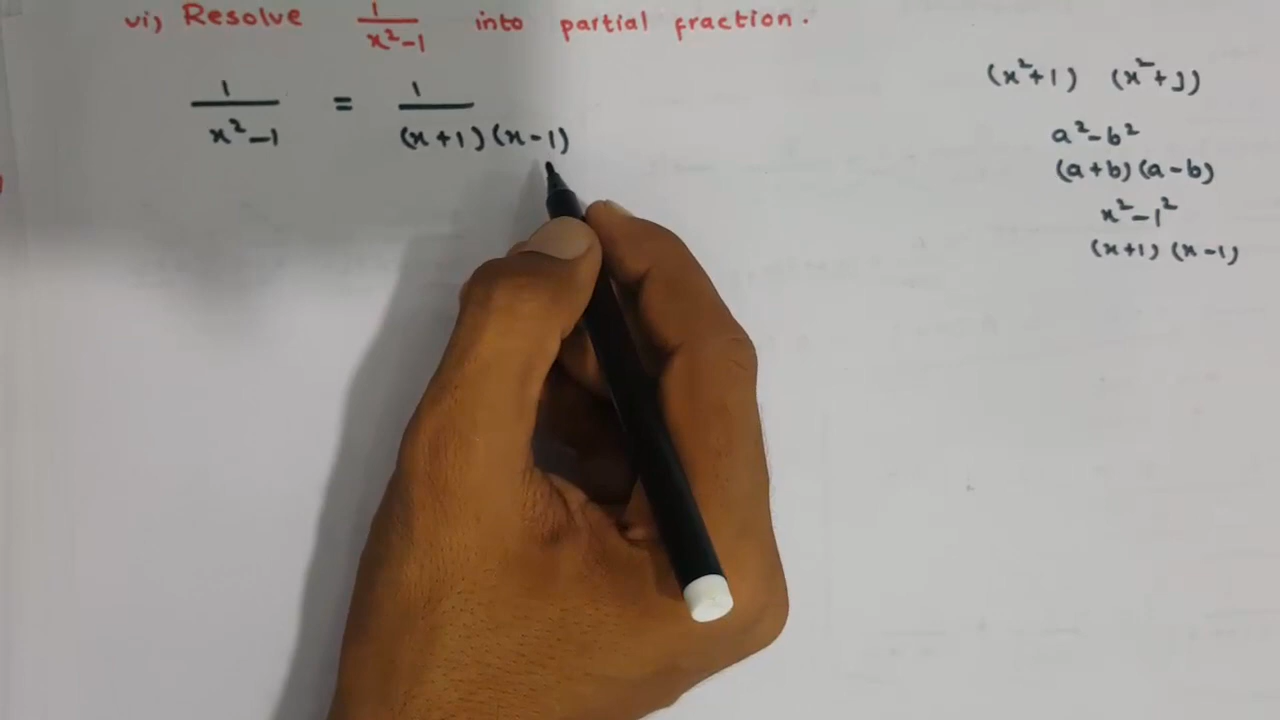 vi) Resolve 1/(x²-1) into partial fraction.
1/(x²-1) = 1/((x+1)(x-1))
(x²+1) (x²+1)
a²-b²
(a+b)(a-b)
x²-1²
(x+1)(x-1)